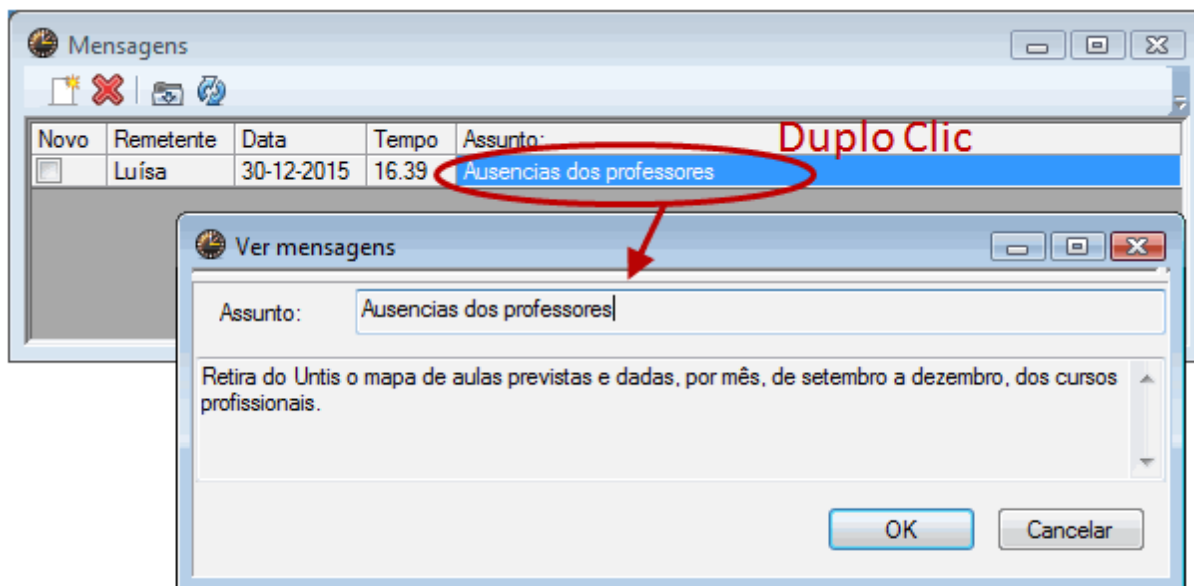 Mensagens
Novo Remetente Data Tempo Assunto:
Duplo Clic
Luísa 30-12-2015 16.39 Ausencias dos professores
Ver mensagens
Assunto: Ausencias dos professores
Retira do Untis o mapa de aulas previstas e dadas, por mês, de setembro a dezembro, dos cursos
profissionais.
OK Cancelar